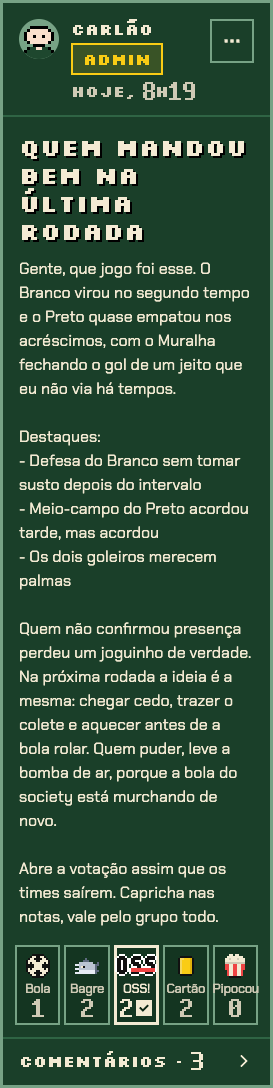 CARLÃO
ADMIN
HOJE, 8H19
QUEM MANDOU
BEM NA
ÚLTIMA
RODADA
Gente, que jogo foi esse. O
Branco virou no segundo tempo
e o Preto quase empatou nos
acréscimos, com o Muralha
fechando o gol de um jeito que
eu não via há tempos.
Destaques:
- Defesa do Branco sem tomar
susto depois do intervalo
- Meio-campo do Preto acordou
tarde, mas acordou
- Os dois goleiros merecem
palmas
Quem não confirmou presença
perdeu um joguinho de verdade.
Na próxima rodada a ideia é a
mesma: chegar cedo, trazer o
colete e aquecer antes de a
bola rolar. Quem puder, leve a
bomba de ar, porque a bola do
society está murchando de
novo.
Abre a votação assim que os
times saírem. Capricha nas
notas, vale pelo grupo todo.
OSS
Bola Bagre OSS! Cartão Pipocou
1 2 2 2 0
COMENTÁRIOS · 3